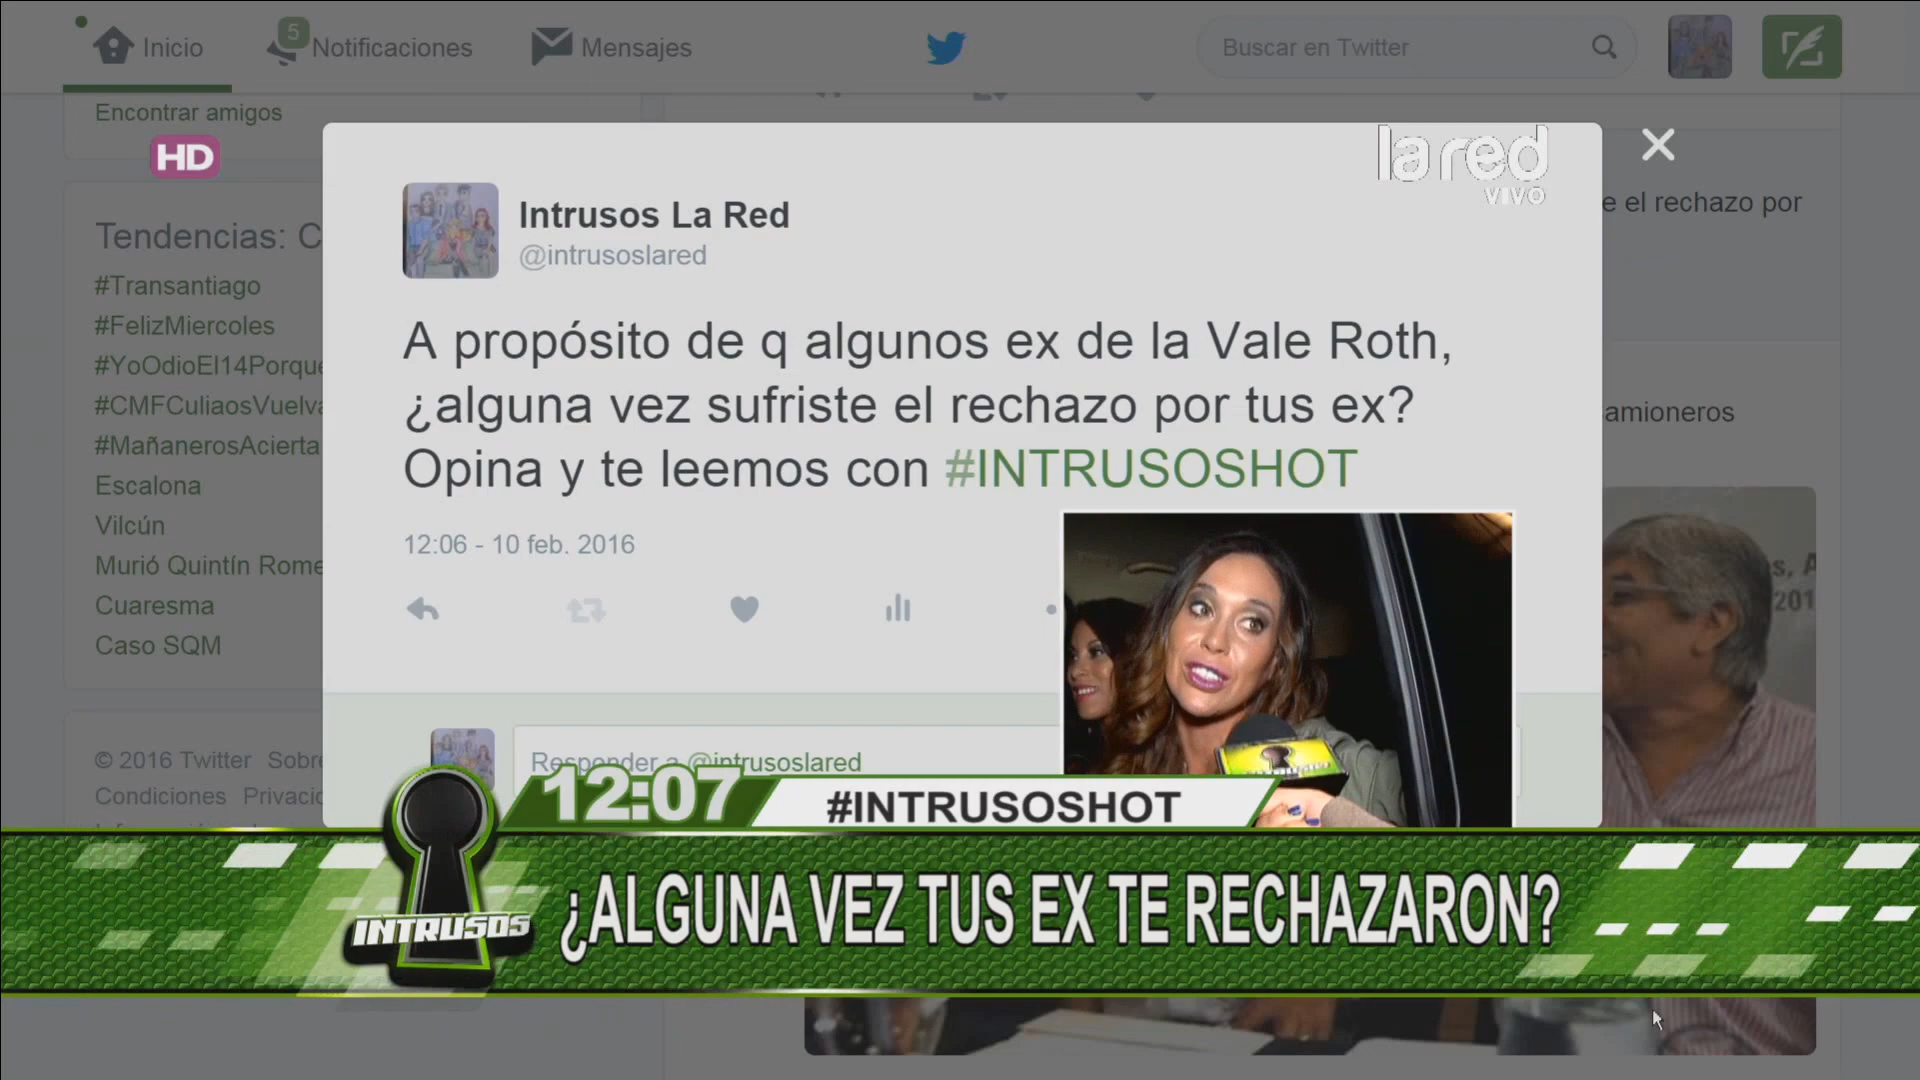 Inicio
5
Notificaciones
Mensajes
Buscar en Twitter
Encontrar amigos
HD
la red
VIVO
Intrusos La Red
@intrusoslared
e el rechazo por
Tendencias: C
#Transantiago
#FelizMiercoles
#YoOdioEl14Porque
#CMFCuliaosVuelva
#MañanerosAcierta
Escalona
Vilcún
Murió Quintín Rome
Cuaresma
Caso SQM
A propósito de q algunos ex de la Vale Roth,
¿alguna vez sufriste el rechazo por tus ex?
Opina y te leemos con #INTRUSOSHOT
12:06 - 10 feb. 2016
amioneros
s, A
201
© 2016 Twitter Sobre
Condiciones Privacid
Responder a @intrusoslared
12:07
#INTRUSOSHOT
INTRUSOS
¿ALGUNA VEZ TUS EX TE RECHAZARON?